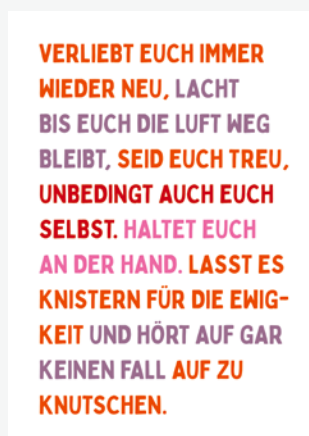 VERLIEBT EUCH IMMER
WIEDER NEU, LACHT
BIS EUCH DIE LUFT WEG
BLEIBT, SEID EUCH TREU,
UNBEDINGT AUCH EUCH
SELBST. HALTET EUCH
AN DER HAND. LASST ES
KNISTERN FÜR DIE EWIG-
KEIT UND HÖRT AUF GAR
KEINEN FALL AUF ZU
KNUTSCHEN.